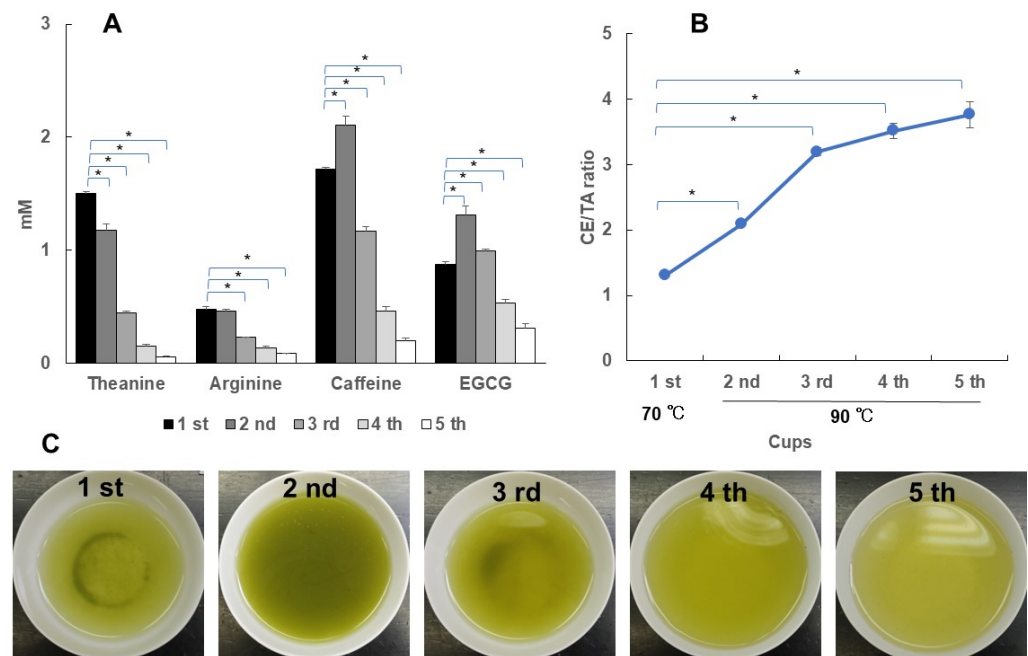 A
3
2
1
0
mM
* * * *
* * *
* * * *
* * * *
Theanine Arginine Caffeine EGCG
1 st 2 nd 3 rd 4 th 5 th
B
5
4
3
2
1
0
CE/TA ratio
*
*
*
*
1 st 2 nd 3 rd 4 th 5 th
70 ℃ 90 ℃
Cups
C
1 st 2 nd 3 rd 4 th 5 th